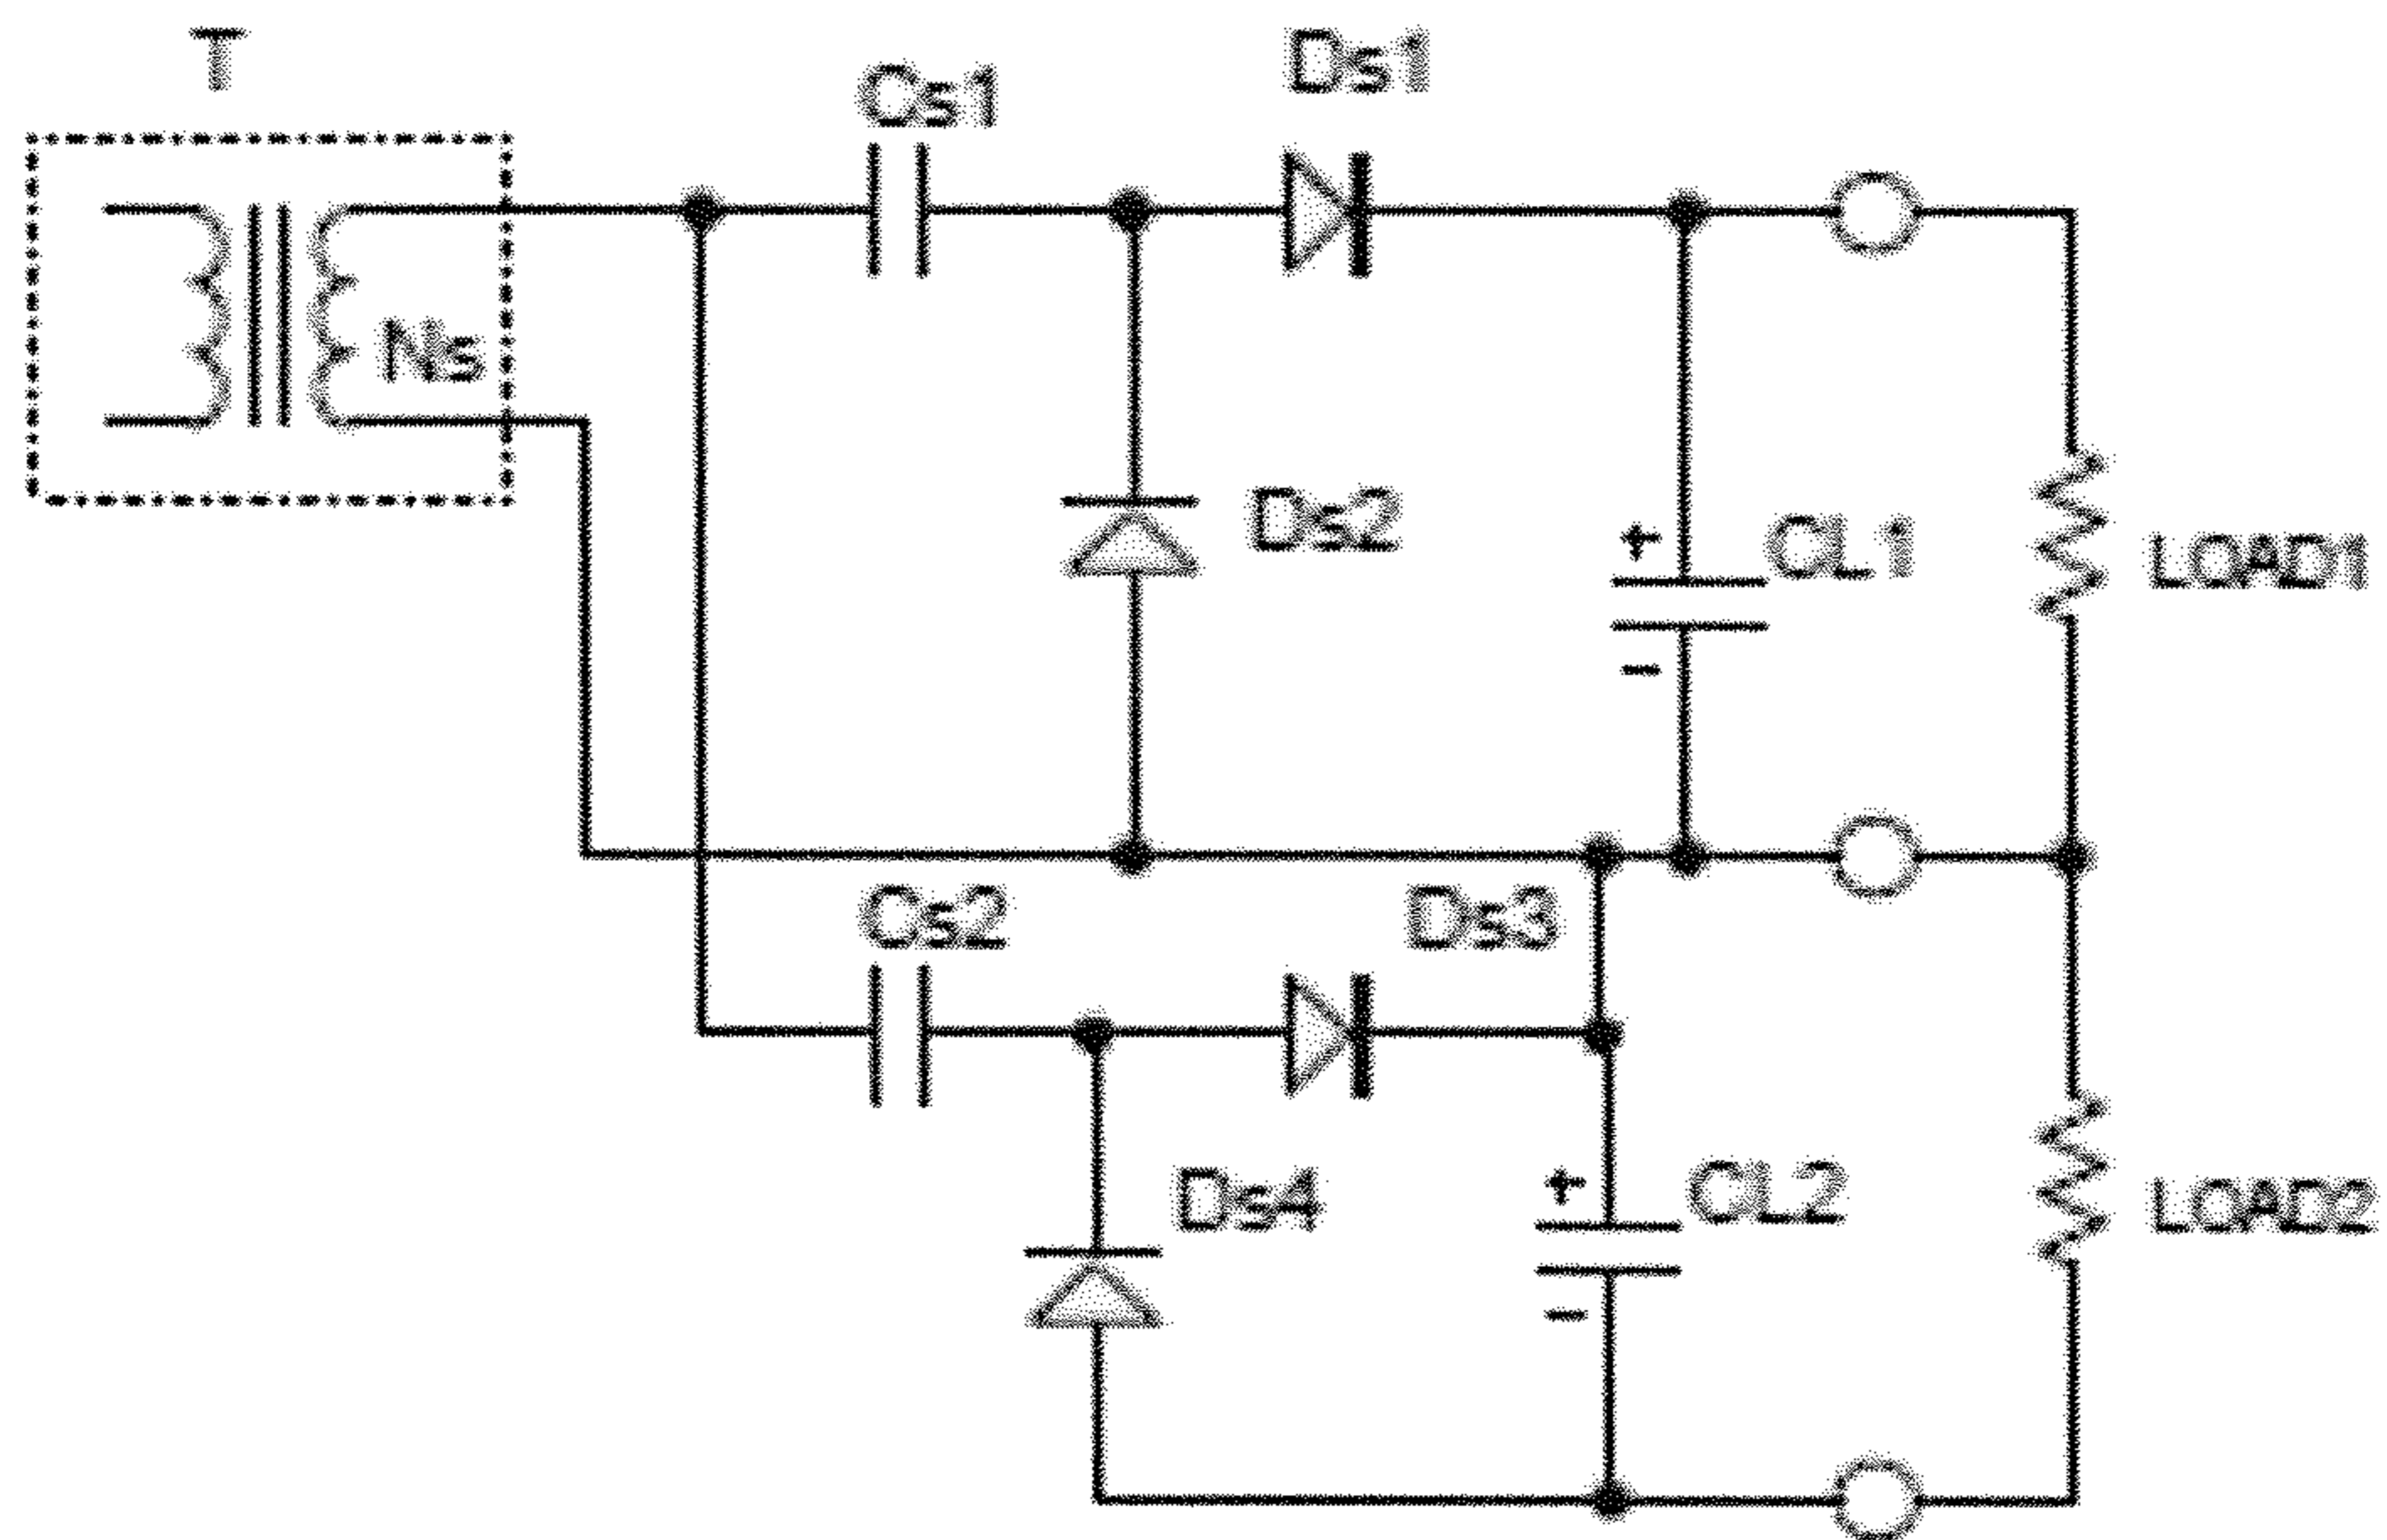 T
Cs1
Ds1
Ns
Ds2
+
CL1
LOAD1
-
Cs2
Ds3
Ds4
+
CL2
LOAD2
-